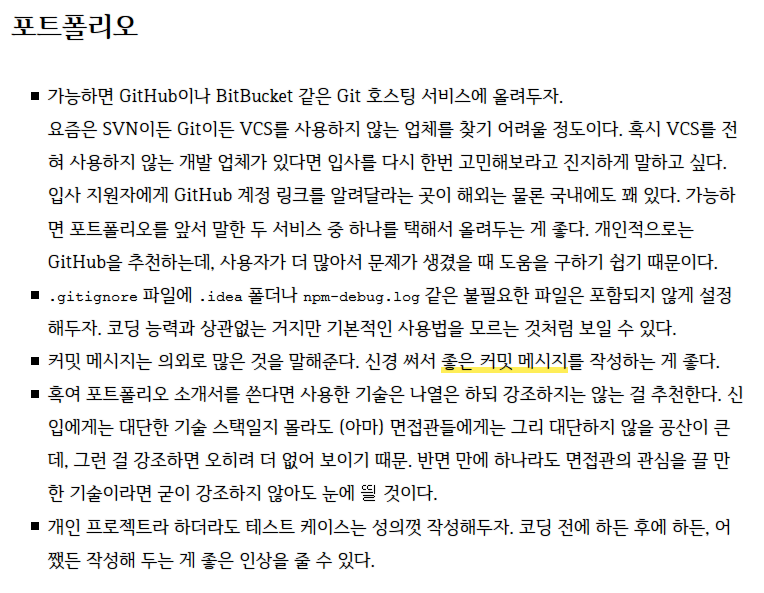 포트폴리오
가능하면 GitHub이나 BitBucket 같은 Git 호스팅 서비스에 올려두자.
요즘은 SVN이든 Git이든 VCS를 사용하지 않는 업체를 찾기 어려울 정도이다. 혹시 VCS를 전
혀 사용하지 않는 개발 업체가 있다면 입사를 다시 한번 고민해보라고 진지하게 말하고 싶다.
입사 지원자에게 GitHub 계정 링크를 알려달라는 곳이 해외는 물론 국내에도 꽤 있다. 가능하
면 포트폴리오를 앞서 말한 두 서비스 중 하나를 택해서 올려두는 게 좋다. 개인적으로는
GitHub을 추천하는데, 사용자가 더 많아서 문제가 생겼을 때 도움을 구하기 쉽기 때문이다.
.gitignore 파일에 .idea 폴더나 npm-debug.log 같은 불필요한 파일은 포함되지 않게 설정
해두자. 코딩 능력과 상관없는 거지만 기본적인 사용법을 모르는 것처럼 보일 수 있다.
커밋 메시지는 의외로 많은 것을 말해준다. 신경 써서 좋은 커밋 메시지를 작성하는 게 좋다.
혹여 포트폴리오 소개서를 쓴다면 사용한 기술은 나열은 하되 강조하지는 않는 걸 추천한다. 신
입에게는 대단한 기술 스택일지 몰라도 (아마) 면접관들에게는 그리 대단하지 않을 공산이 큰
데, 그런 걸 강조하면 오히려 더 없어 보이기 때문. 반면 만에 하나라도 면접관의 관심을 끌 만
한 기술이라면 굳이 강조하지 않아도 눈에 띌 것이다.
개인 프로젝트라 하더라도 테스트 케이스는 성의껏 작성해두자. 코딩 전에 하든 후에 하든, 어
쨌든 작성해 두는 게 좋은 인상을 줄 수 있다.